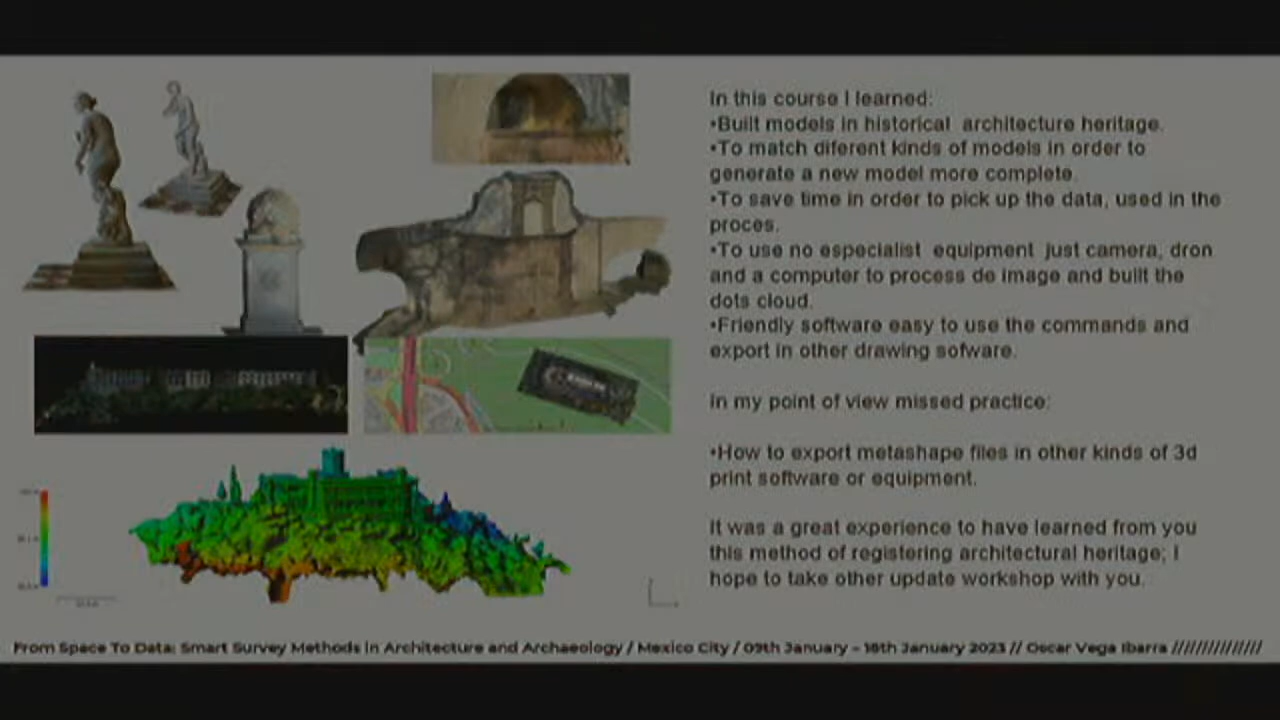 In this course I learned:
•Built models in historical architecture heritage.
•To match diferent kinds of models in order to
generate a new model more complete.
•To save time in order to pick up the data, used in the
proces.
•To use no especialist equipment just camera, dron
and a computer to process de image and built the
dots cloud.
•Friendly software easy to use the commands and
export in other drawing sofware.
In my point of view missed practice:
•How to export metashape files in other kinds of 3d
print software or equipment.
It was a great experience to have learned from you
this method of registering architectural heritage; I
hope to take other update workshop with you.
From Space To Data: Smart Survey Methods in Architecture and Archaeology / Mexico City / 09th January - 18th January 2023 // Oscar Vega Ibarra ///////////////